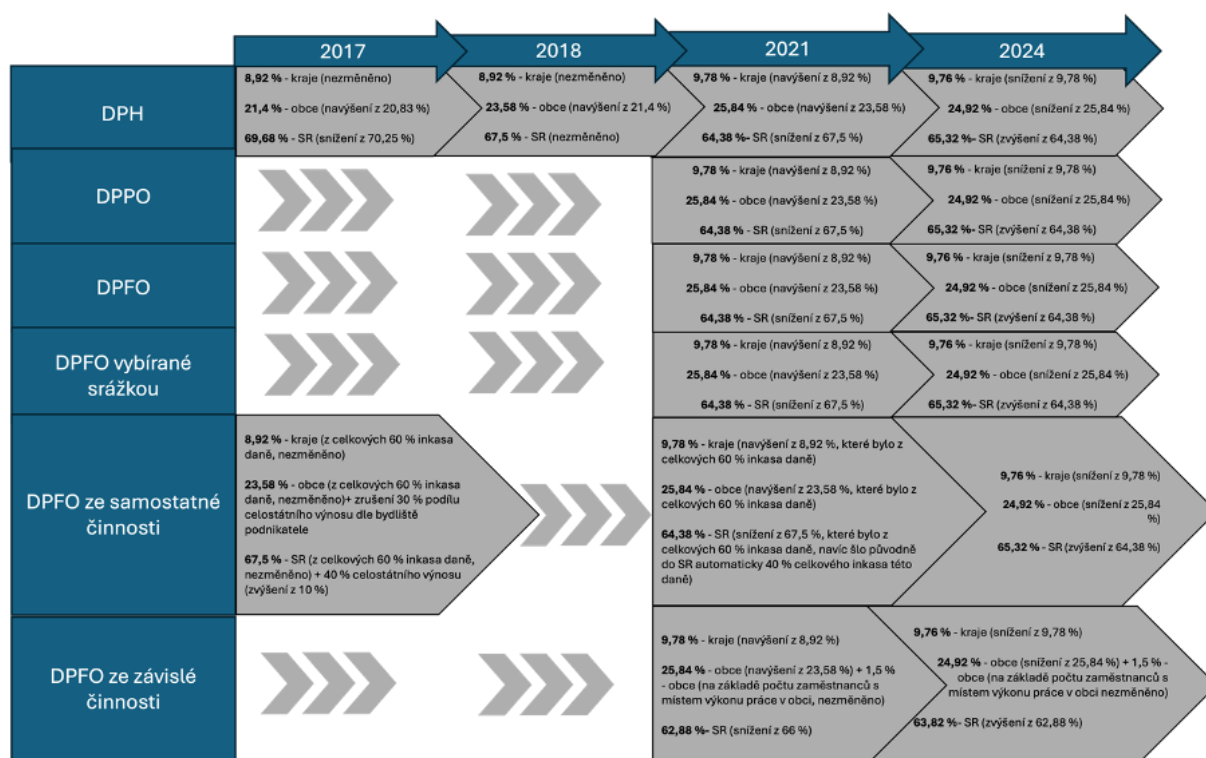 2017
2018
2021
2024
DPH
8,92 % - kraje (nezměněno)
21,4 % - obce (navýšení z 20,83 %)
69,68 % - SR (snížení z 70,25 %)
8,92 % - kraje (nezměněno)
23,58 % - obce (navýšení z 21,4 %)
67,5 % - SR (nezměněno)
9,78 % - kraje (navýšení z 8,92 %)
25,84 % - obce (navýšení z 23,58 %)
64,38 %- SR (snížení z 67,5 %)
9,76 % - kraje (snížení z 9,78 %)
24,92 % - obce (snížení z 25,84 %)
65,32 %- SR (zvýšení z 64,38 %)
DPPO
9,78 % - kraje (navýšení z 8,92 %)
25,84 % - obce (navýšení z 23,58 %)
64,38 % - SR (snížení z 67,5 %)
9,76 % - kraje (snížení z 9,78 %)
24,92 % - obce (snížení z 25,84 %)
65,32 %- SR (zvýšení z 64,38 %)
DPFO
9,78 % - kraje (navýšení z 8,92 %)
25,84 % - obce (navýšení z 23,58 %)
64,38 % - SR (snížení z 67,5 %)
9,76 % - kraje (snížení z 9,78 %)
24,92 % - obce (snížení z 25,84 %)
65,32 % - SR (zvýšení z 64,38 %)
DPFO vybírané
srážkou
9,78 % - kraje (navýšení z 8,92 %)
25,84 % - obce (navýšení z 23,58 %)
64,38 % - SR (snížení z 67,5 %)
9,76 % - kraje (snížení z 9,78 %)
24,92 % - obce (snížení z 25,84 %)
65,32 % - SR (zvýšení z 64,38 %)
DPFO ze samostatné
činnosti
8,92 % - kraje (z celkových 60 % inkasa
daně, nezměněno)
23,58 % - obce (z celkových 60 % inkasa
daně, nezměněno)+ zrušení 30 % podílu
celostátního výnosu dle bydliště
podnikatele
67,5 % - SR (z celkových 60 % inkasa daně,
nezměněno) + 40 % celostátního výnosu
(zvýšení z 10 %)
9,78 % - kraje (navýšení z 8,92 %, které bylo z
celkových 60 % inkasa daně)
25,84 % - obce (navýšení z 23,58 %, které bylo z
celkových 60 % inkasa daně)
64,38 % - SR (snížení z 67,5 %, které bylo z
celkových 60 % inkasa daně, navíc šlo původně
do SR automaticky 40 % celkového inkasa této
daně)
9,76 % - kraje (snížení z 9,78 %)
24,92 % - obce (snížení z 25,84
%)
65,32 % - SR (zvýšení z 64,38 %)
DPFO ze závislé
činnosti
9,78 % - kraje (navýšení z 8,92 %)
25,84 % - obce (navýšení z 23,58 %) + 1,5 %
- obce (na základě počtu zaměstnanců s
místem výkonu práce v obci, nezměněno)
62,88 %- SR (snížení z 66 %)
9,76 % - kraje (snížení z 9,78 %)
24,92 % - obce (snížení z 25,84 %) + 1,5 % -
obce (na základě počtu zaměstnanců s
místem výkonu práce v obci nezměněno)
63,82 %- SR (zvýšení z 62,88 %)